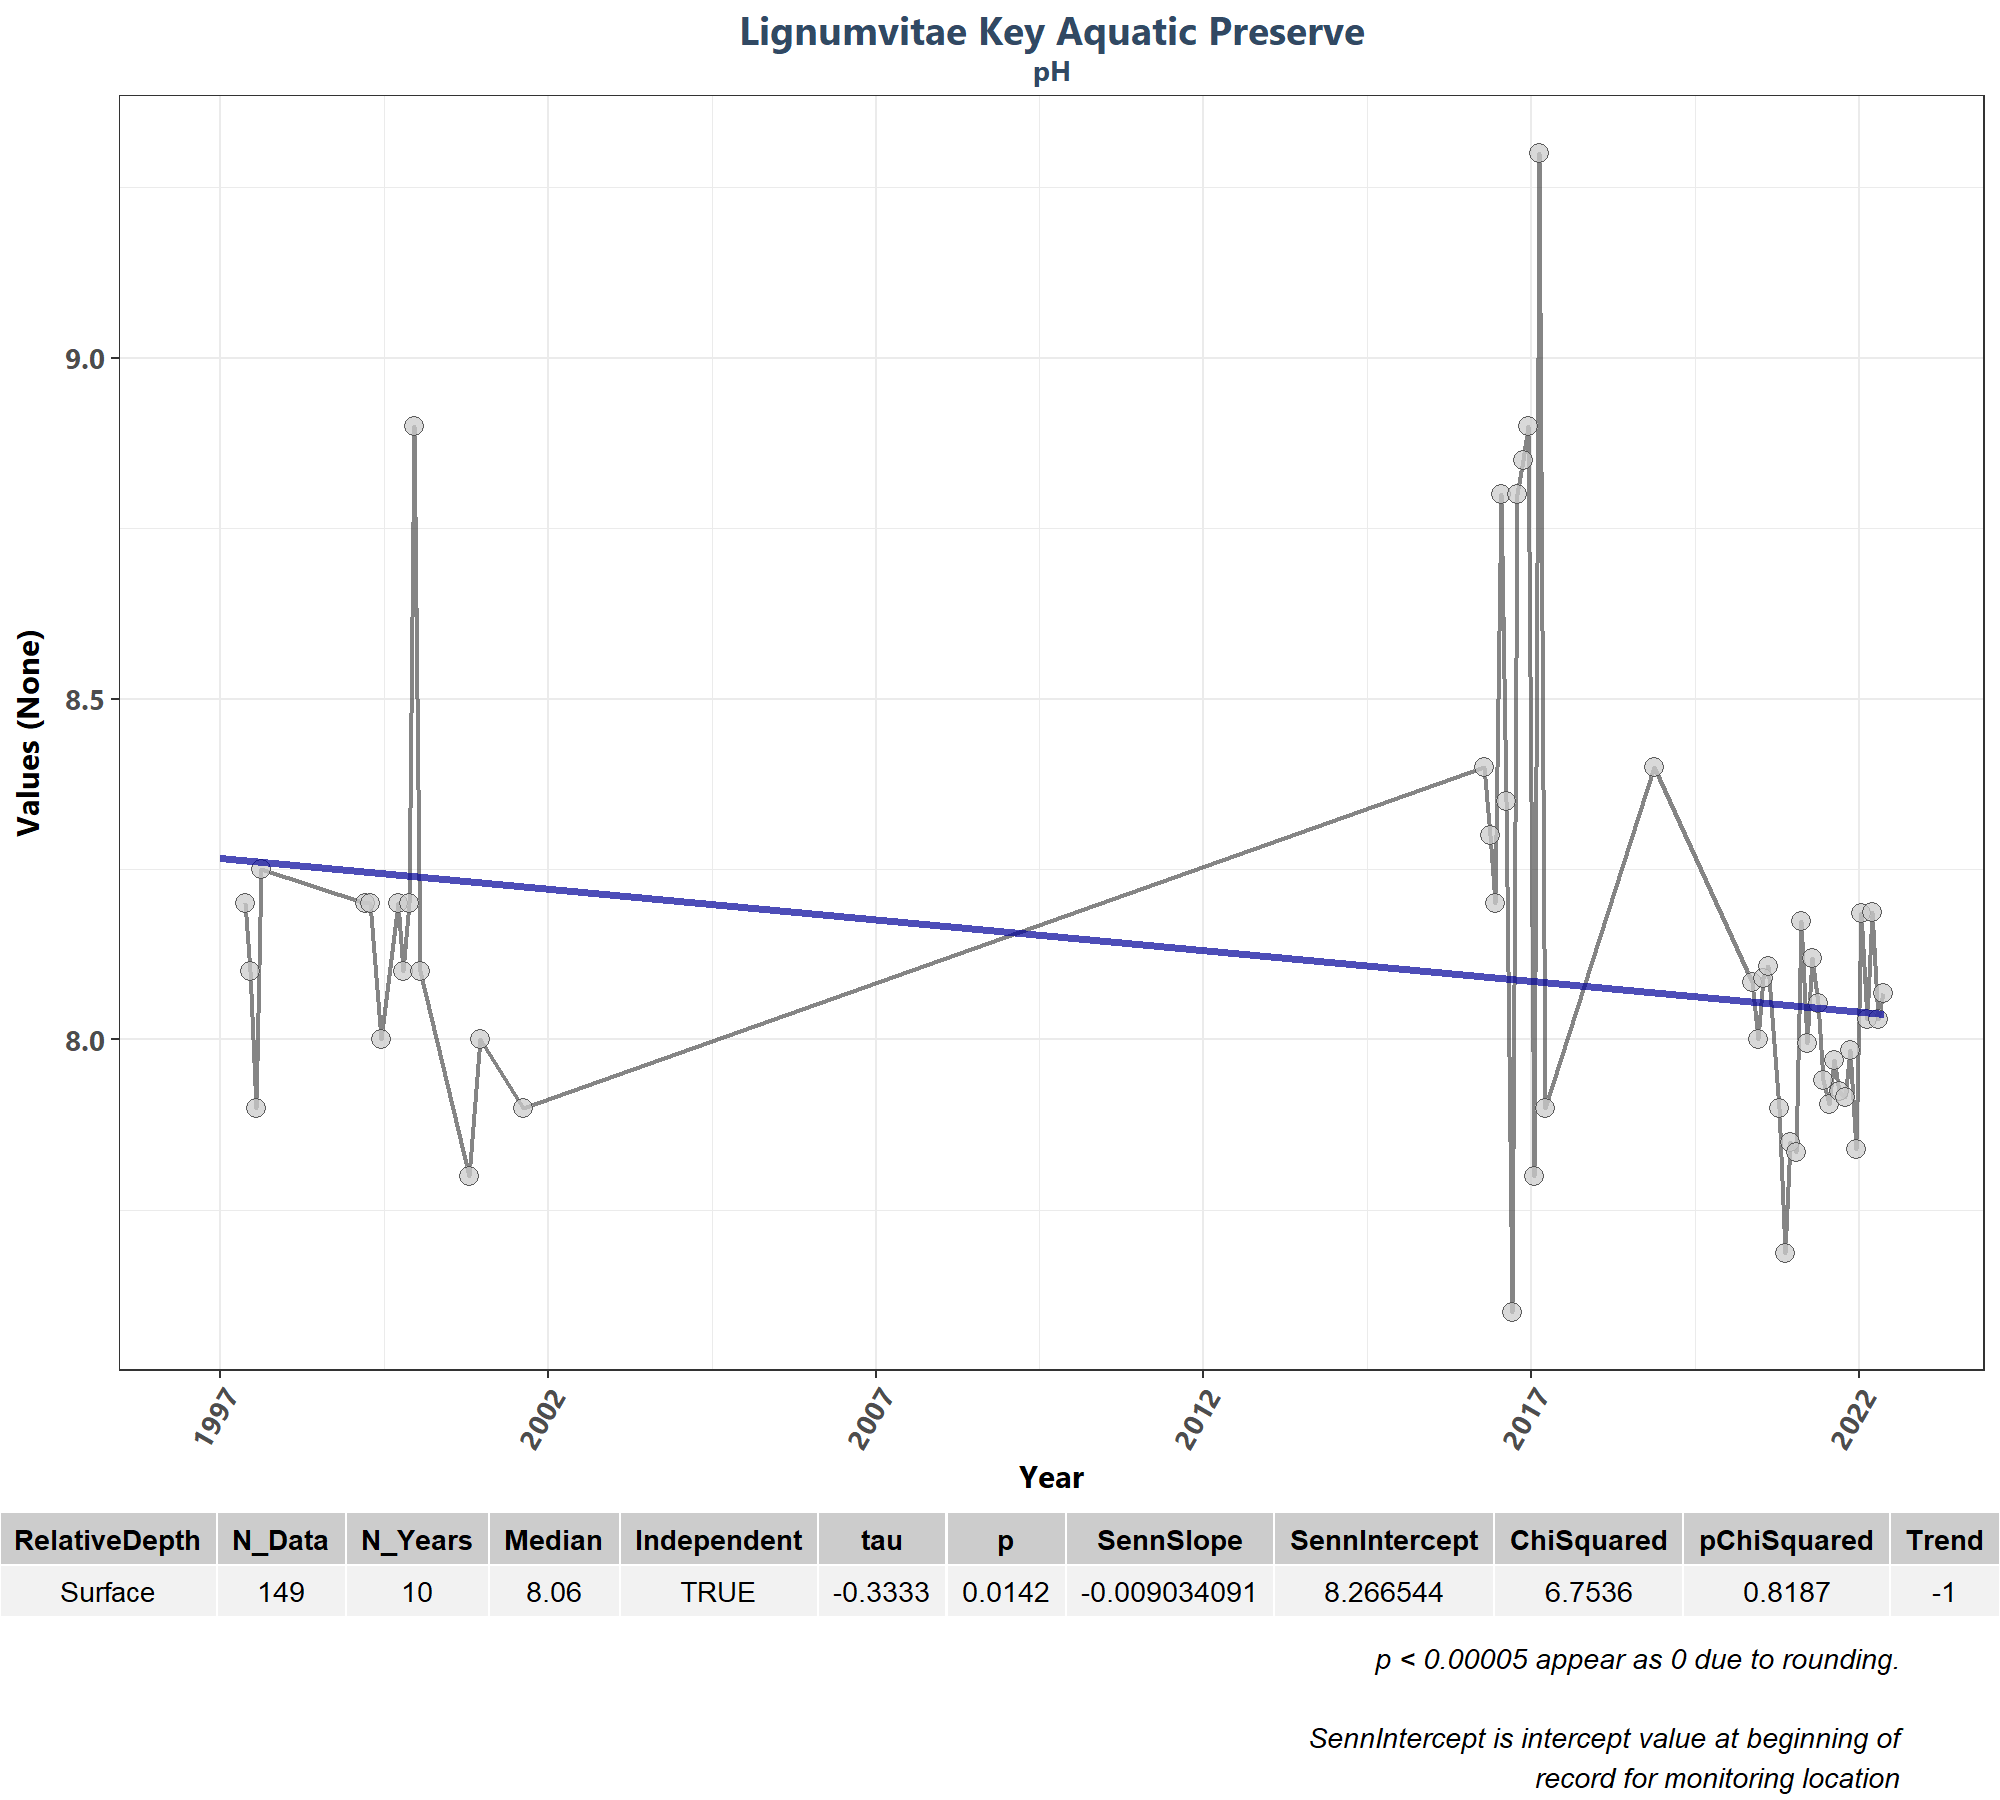 Lignumvitae Key Aquatic Preserve
pH
Values (None)
9.0
8.5
8.0
1997 2002 2007 2012 2017 2022
Year
RelativeDepth N_Data N_Years Median Independent tau p SennSlope SennIntercept ChiSquared pChiSquared Trend
Surface 149 10 8.06 TRUE -0.3333 0.0142 -0.009034091 8.266544 6.7536 0.8187 -1
p < 0.00005 appear as 0 due to rounding.
SennIntercept is intercept value at beginning of
record for monitoring location